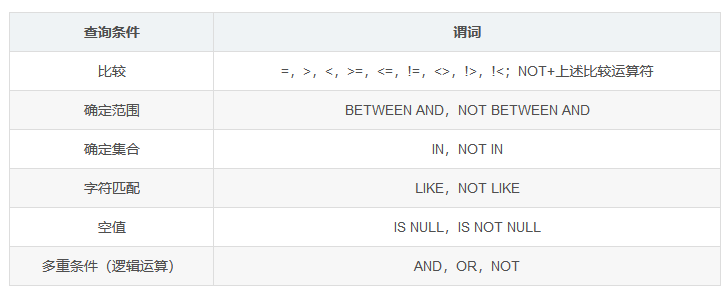 查询条件 谓词
比较 =，>，<，>=，<=，!=，<>，!>，!<；NOT+上述比较运算符
确定范围 BETWEEN AND，NOT BETWEEN AND
确定集合 IN，NOT IN
字符匹配 LIKE，NOT LIKE
空值 IS NULL，IS NOT NULL
多重条件（逻辑运算） AND，OR，NOT